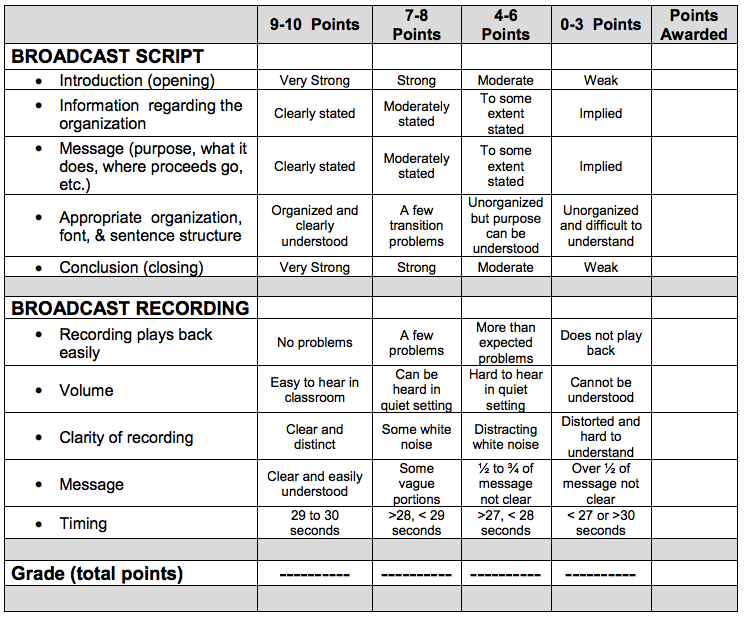 9-10 Points 7-8 Points 4-6 Points 0-3 Points Points Awarded
BROADCAST SCRIPT
• Introduction (opening) Very Strong Strong Moderate Weak
• Information regarding the organization Clearly stated Moderately stated To some extent stated Implied
• Message (purpose, what it does, where proceeds go, etc.) Clearly stated Moderately stated To some extent stated Implied
• Appropriate organization, font, & sentence structure Organized and clearly understood A few transition problems Unorganized but purpose can be understood Unorganized and difficult to understand
• Conclusion (closing) Very Strong Strong Moderate Weak
BROADCAST RECORDING
• Recording plays back easily No problems A few problems More than expected problems Does not play back
• Volume Easy to hear in classroom Can be heard in quiet setting Hard to hear in quiet setting Cannot be understood
• Clarity of recording Clear and distinct Some white noise Distracting white noise Distorted and hard to understand
• Message Clear and easily understood Some vague portions ½ to ¾ of message not clear Over ½ of message not clear
• Timing 29 to 30 seconds >28, < 29 seconds >27, < 28 seconds < 27 or >30 seconds
Grade (total points) ---------- ---------- ---------- ----------